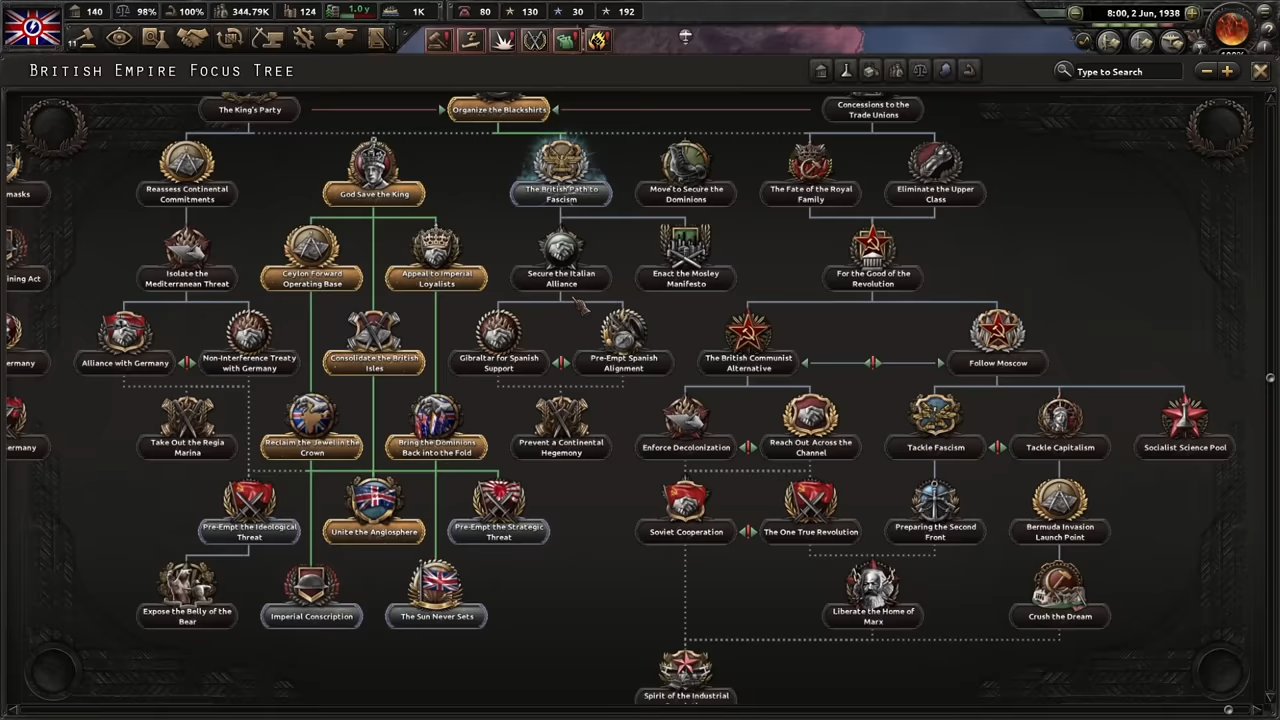 140
98%
100%
344.79K
124
1.0 y
1K
80
130
30
192
8:00, 2 Jun, 1938
11
British Empire Focus Tree
Type to Search
The King's Party
Organize the Blackshirts
Concessions to the
Trade Unions
masks
Reassess Continental
Commitments
God Save the King
The British Path to
Fascism
Move to Secure the
Dominions
The Fate of the Royal
Family
Eliminate the Upper
Class
ining Act
Isolate the
Mediterranean Threat
Ceylon Forward
Operating Base
Appeal to Imperial
Loyalists
Secure the Italian
Alliance
Enact the Mosley
Manifesto
For the Good of the
Revolution
ermany
Alliance with Germany
Non-Interference Treaty
with Germany
Consolidate the British
Isles
Gibraltar for Spanish
Support
Pre-Empt Spanish
Alignment
The British Communist
Alternative
Follow Moscow
ermany
Take Out the Regia
Marina
Reclaim the Jewel in the
Crown
Bring the Dominions
Back into the Fold
Prevent a Continental
Hegemony
Enforce Decolonization
Reach Out Across the
Channel
Tackle Fascism
Tackle Capitalism
Socialist Science Pool
Pre-Empt the Ideological
Threat
Unite the Anglosphere
Pre-Empt the Strategic
Threat
Soviet Cooperation
The One True Revolution
Preparing the Second
Front
Bermuda Invasion
Launch Point
Expose the Belly of the
Bear
Imperial Conscription
The Sun Never Sets
Liberate the Home of
Marx
Crush the Dream
Spirit of the Industrial